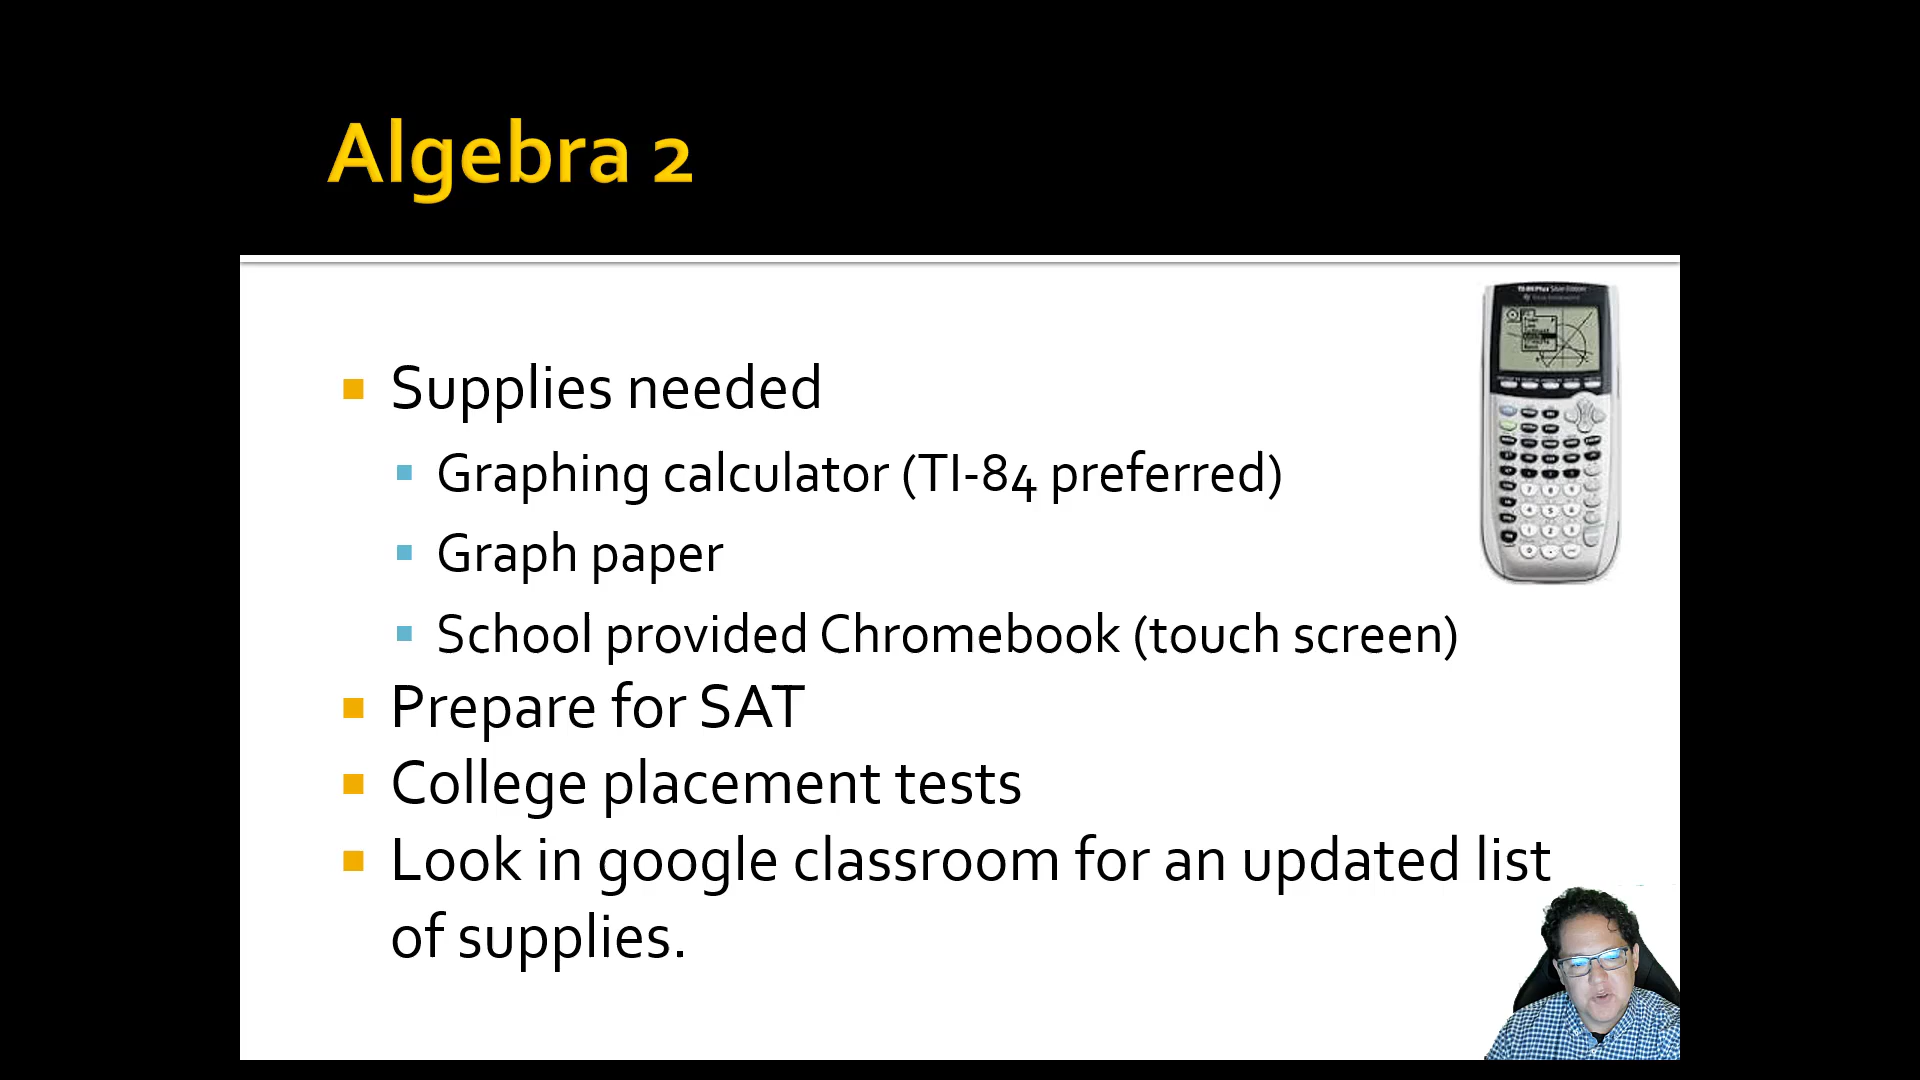 Algebra 2
Supplies needed
Graphing calculator (TI-84 preferred)
Graph paper
School provided Chromebook (touch screen)
Prepare for SAT
College placement tests
Look in google classroom for an updated list
of supplies.